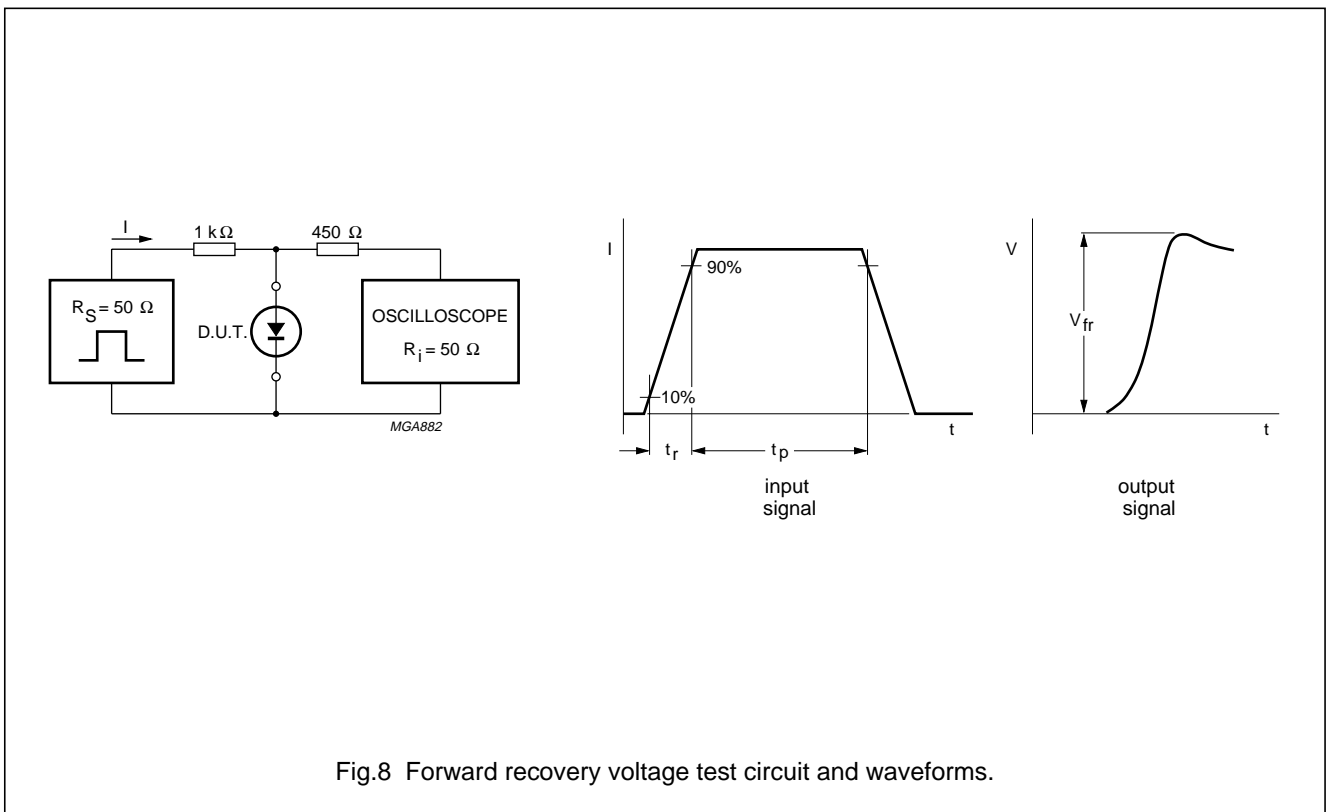 I
1 kΩ
450 Ω
R_S = 50 Ω
D.U.T.
OSCILLOSCOPE
R_i = 50 Ω
MGA882
I
90%
10%
t
t_r
t_p
input
signal
V
V_fr
t
output
signal
Fig.8 Forward recovery voltage test circuit and waveforms.